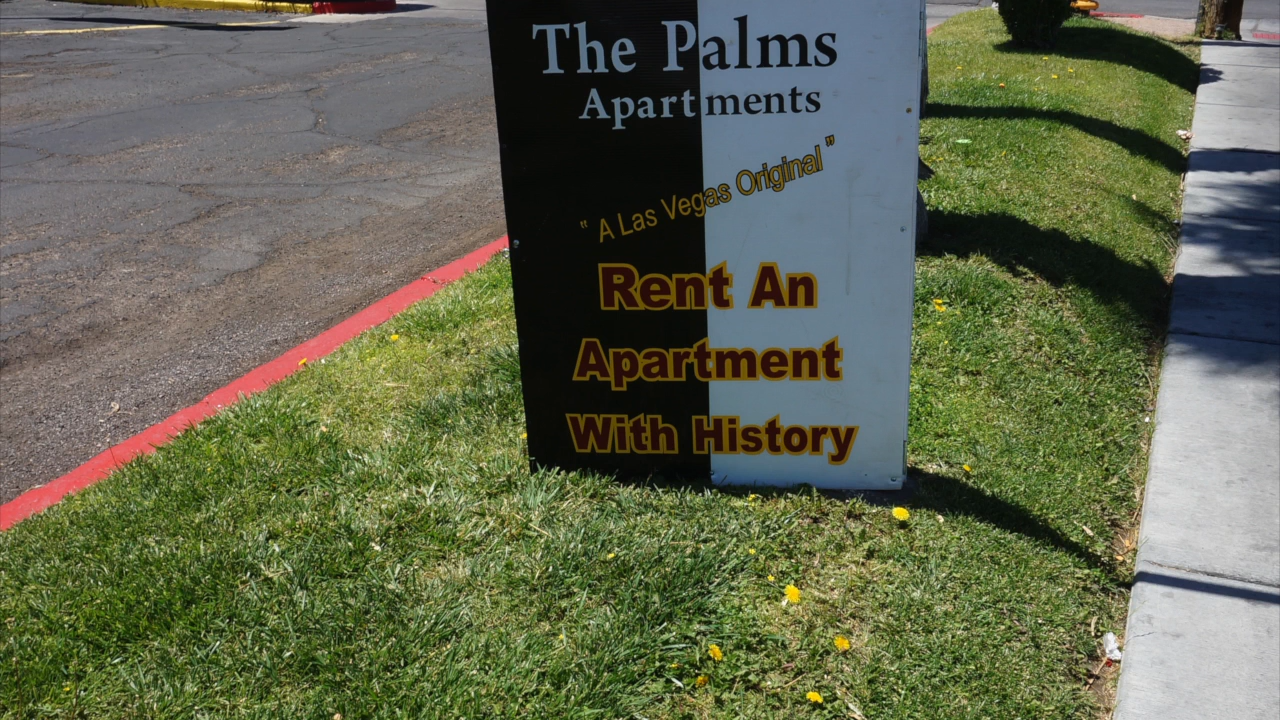 The Palms
Apartments
" A Las Vegas Original "
Rent An
Apartment
With History